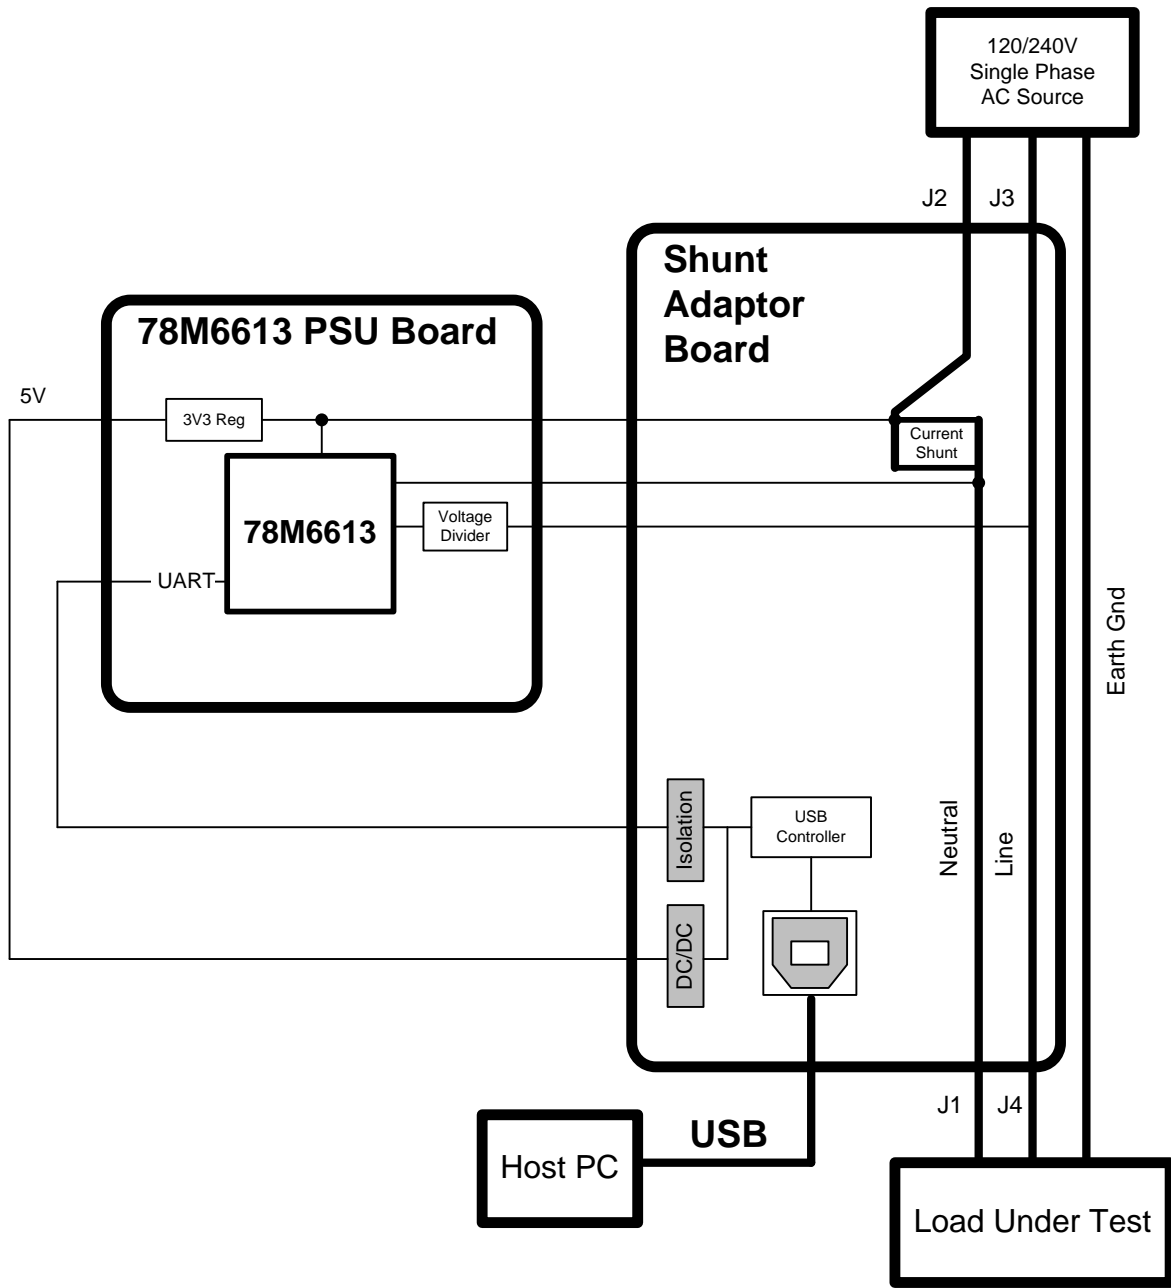 120/240V
Single Phase
AC Source
J2
J3
Shunt
Adaptor
Board
78M6613 PSU Board
5V
3V3 Reg
Current
Shunt
78M6613
Voltage
Divider
UART
Earth Gnd
Isolation
USB
Controller
Neutral
Line
DC/DC
J1
J4
USB
Host PC
Load Under Test